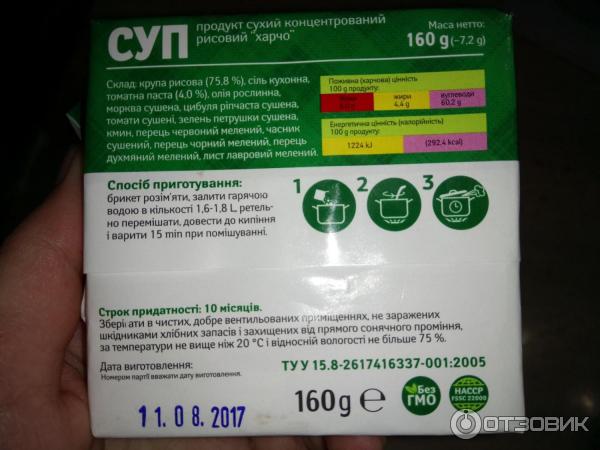 СУП
продукт сухий концентрований
рисовий "харчо"
Маса нетто:
160 g (–7,2 g)
Склад: крупа рисова (75,8 %), сіль кухонна,
томатна паста (4,0 %), олія рослинна,
морква сушена, цибуля ріпчаста сушена,
томати сушені, зелень петрушки сушена,
кмин, перець червоний мелений, часник
сушений, перець чорний мелений, перець
духмяний мелений, лист лавровий мелений.
Поживна (харчова) цінність
100 g продукту:
жири
4,4 g
вуглеводи
60,2 g
Енергетична цінність (калорійність)
100 g продукту:
1224 kJ
(292,4 kcal)
Спосіб приготування:
брикет розім'яти, залити гарячою
водою в кількості 1,6-1,8 L, ретель-
но перемішати, довести до кипіння
і варити 15 min при помішуванні.
1 2 3
Строк придатності: 10 місяців.
Зберігати в чистих, добре вентильованих приміщеннях, не заражених
шкідниками хлібних запасів і захищених від прямого сонячного проміння,
за температури не вище ніж 20 °С і відносній вологості не більше 75 %.
Дата виготовлення:
Номером партії вважати дату виготовлення.
ТУ У 15.8-2617416337-001:2005
11.08.2017
160 g e
Без
ГМО
HACCP
FSSC 22000
ОТЗОВИК